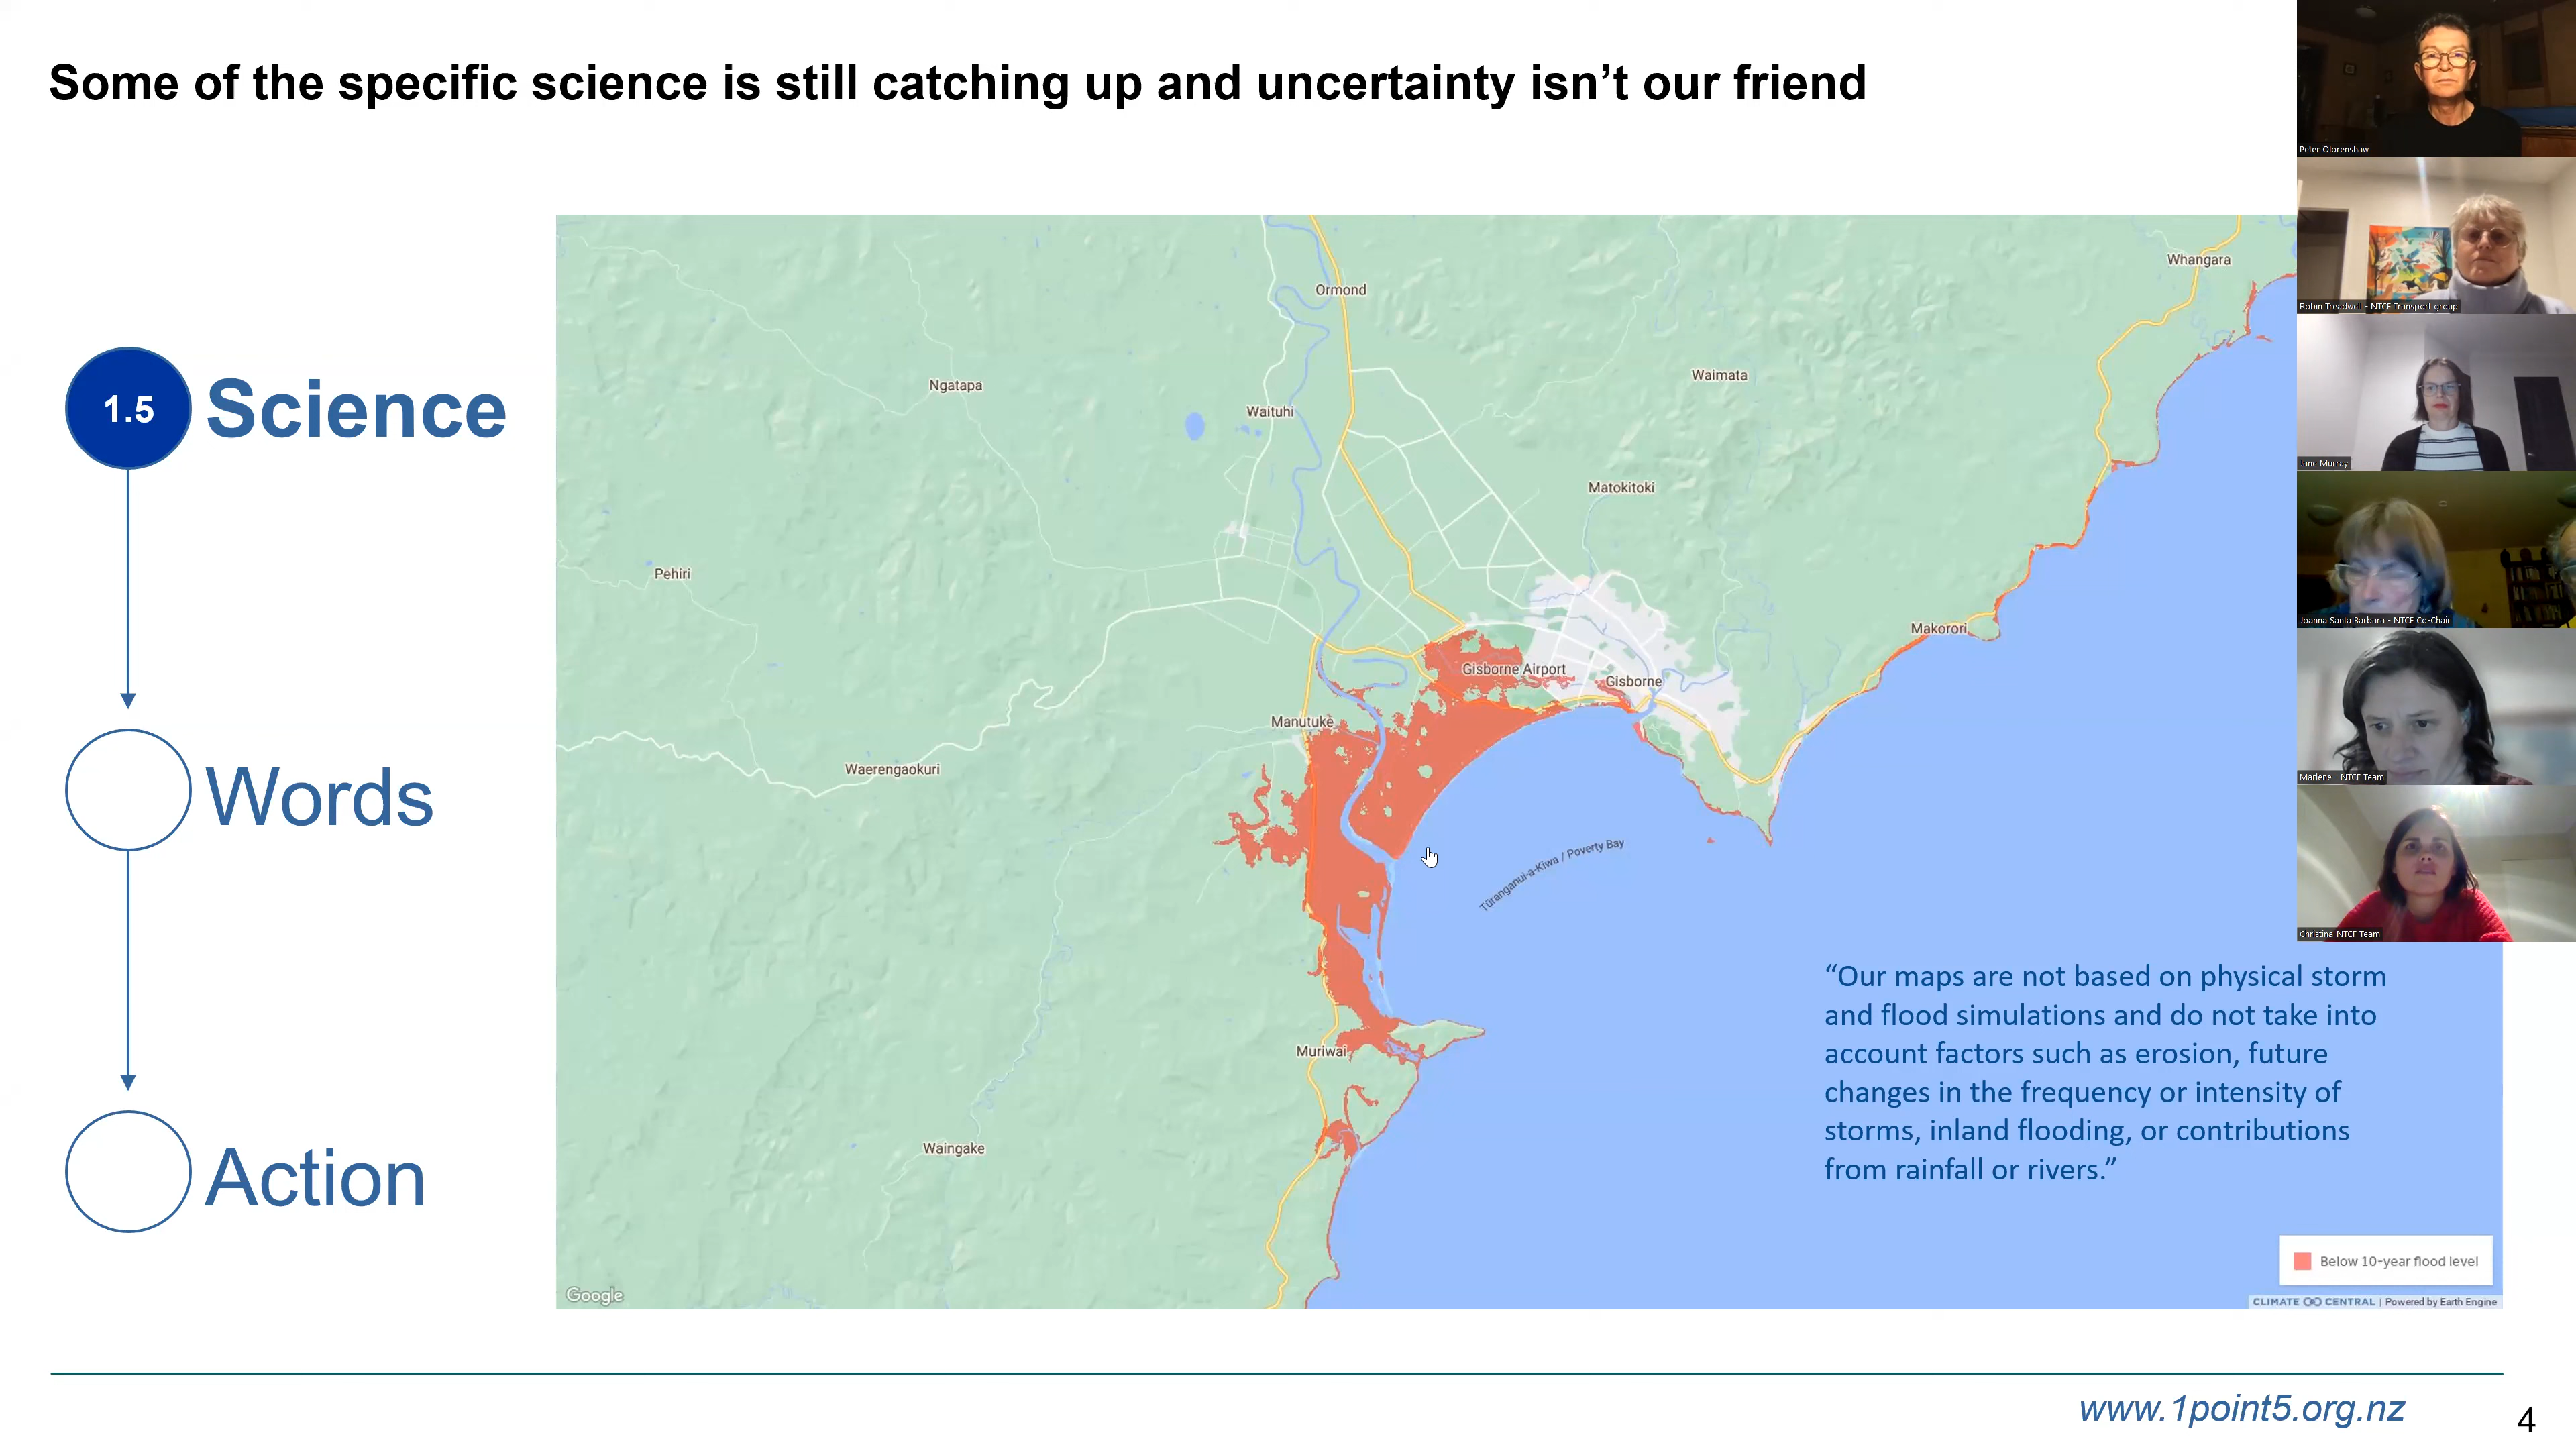 Some of the specific science is still catching up and uncertainty isn’t our friend
1.5
Science
Words
Action
Ormond
Whangara
Ngatapa
Waituhi
Waimata
Matokitoki
Pehiri
Makorori
Gisborne Airport
Gisborne
Manutuke
Waerengaokuri
Tūranganui-a-Kiwa / Poverty Bay
Muriwai
Waingake
Google
“Our maps are not based on physical storm
and flood simulations and do not take into
account factors such as erosion, future
changes in the frequency or intensity of
storms, inland flooding, or contributions
from rainfall or rivers.”
Below 10-year flood level
CLIMATE CENTRAL | Powered by Earth Engine
www.1point5.org.nz
4
Peter Olorenshaw
Robin Treadwell - NTCF Transport group
Jane Murray
Joanna Santa Barbara - NTCF Co-Chair
Marlene - NTCF Team
Christina-NTCF Team